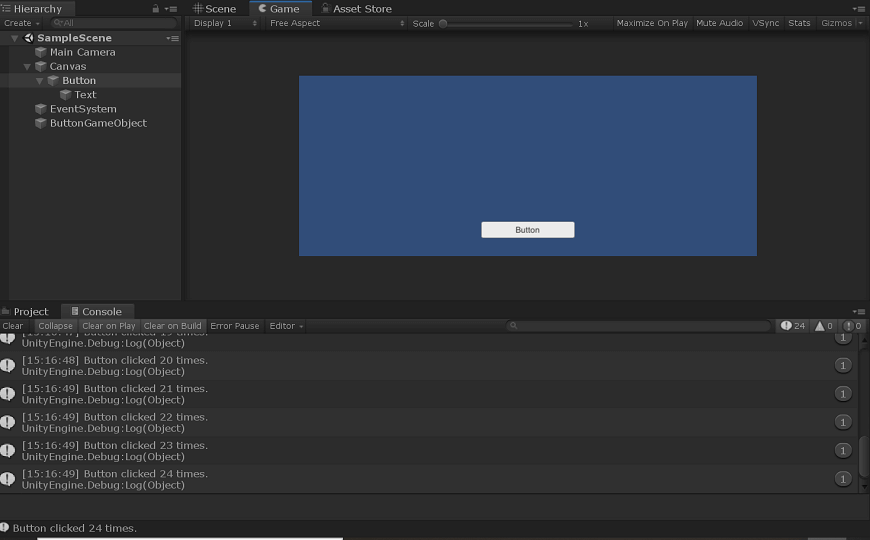 Hierarchy
Create
All
SampleScene
Main Camera
Canvas
Button
Text
EventSystem
ButtonGameObject
Scene Game Asset Store
Display 1 Free Aspect Scale 1x Maximize On Play Mute Audio VSync Stats Gizmos
Button
Project Console
Clear Collapse Clear on Play Clear on Build Error Pause Editor 24 0 0
[15:16:47] Button clicked 19 times. 1
UnityEngine.Debug:Log(Object)
[15:16:48] Button clicked 20 times. 1
UnityEngine.Debug:Log(Object)
[15:16:49] Button clicked 21 times. 1
UnityEngine.Debug:Log(Object)
[15:16:49] Button clicked 22 times. 1
UnityEngine.Debug:Log(Object)
[15:16:49] Button clicked 23 times. 1
UnityEngine.Debug:Log(Object)
[15:16:49] Button clicked 24 times. 1
UnityEngine.Debug:Log(Object)
Button clicked 24 times.